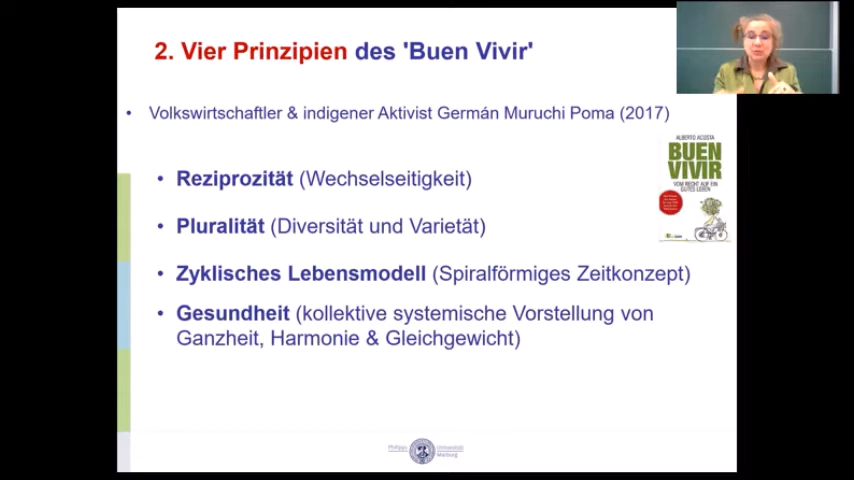 2. Vier Prinzipien des 'Buen Vivir'
• Volkswirtschaftler & indigener Aktivist Germán Muruchi Poma (2017)
• Reziprozität (Wechselseitigkeit)
• Pluralität (Diversität und Varietät)
• Zyklisches Lebensmodell (Spiralförmiges Zeitkonzept)
• Gesundheit (kollektive systemische Vorstellung von
Ganzheit, Harmonie & Gleichgewicht)
ALBERTO ACOSTA
BUEN
VIVIR
VOM RECHT AUF EIN
GUTES LEBEN
Philipps Universität
Marburg